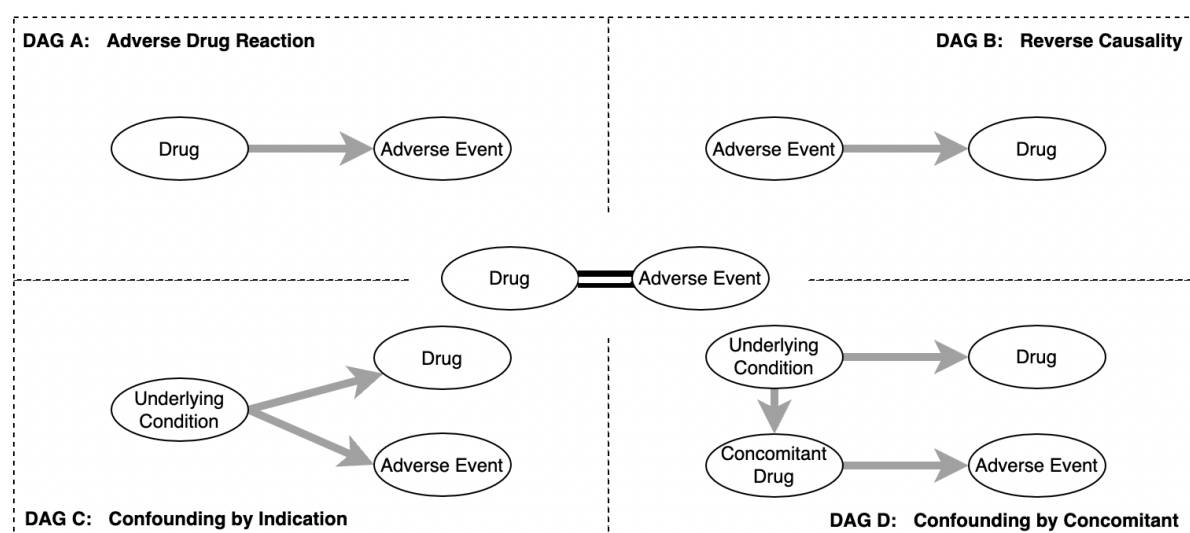 DAG A: Adverse Drug Reaction
DAG B: Reverse Causality
Drug
Adverse Event
Adverse Event
Drug
Drug
Adverse Event
Underlying
Condition
Drug
Adverse Event
Underlying
Condition
Drug
Concomitant
Drug
Adverse Event
DAG C: Confounding by Indication
DAG D: Confounding by Concomitant